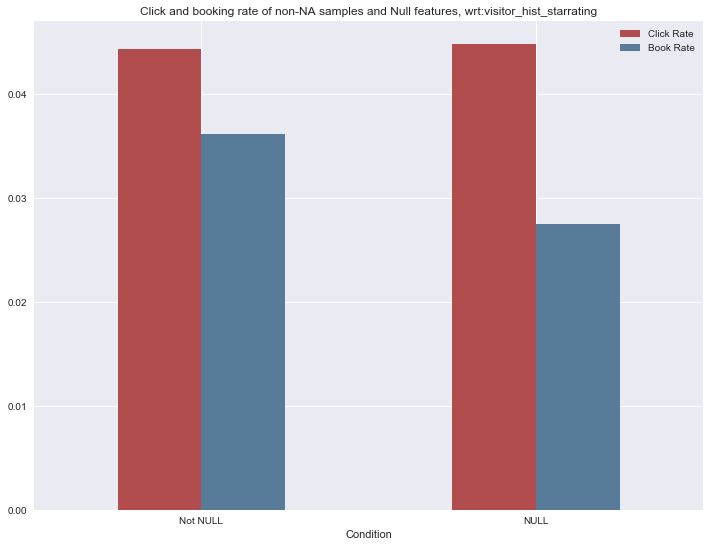 Click and booking rate of non-NA samples and Null features, wrt:visitor_hist_starrating
Click Rate
Book Rate
0.04
0.03
0.02
0.01
0.00
Not NULL
NULL
Condition